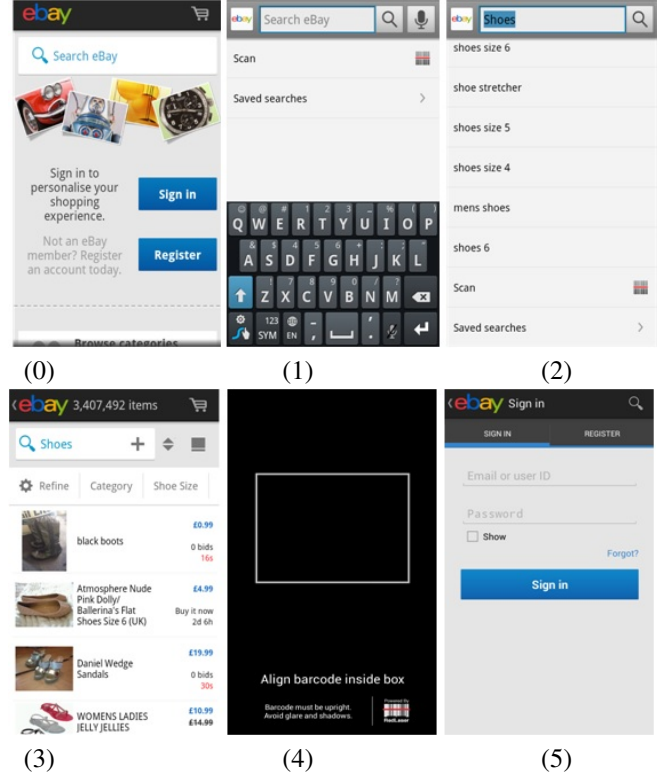 ebay
Search eBay
Sign in to
personalise your
shopping
experience.
Sign in
Not an eBay
member? Register
an account today.
Register
Browse categories
(0)
ebay Search eBay
Scan
Saved searches
Q W E R T Y U I O P
A S D F G H J K L
Z X C V B N M
123
SYM EN
(1)
ebay Shoes
shoes size 6
shoe stretcher
shoes size 5
shoes size 4
mens shoes
shoes 6
Scan
Saved searches
(2)
ebay 3,407,492 items
Shoes
Refine Category Shoe Size
black boots
£0.99
0 bids
16s
Atmosphere Nude
Pink Dolly/
Ballerina's Flat
Shoes Size 6 (UK)
£4.99
Buy it now
2d 6h
Daniel Wedge
Sandals
£19.99
0 bids
30s
WOMENS LADIES
JELLY JELLIES
£10.99
£14.99
(3)
Align barcode inside box
Barcode must be upright.
Avoid glare and shadows.
Powered By
RedLaser
(4)
ebay Sign in
SIGN IN REGISTER
Email or user ID
Password
Show
Forgot?
Sign in
(5)